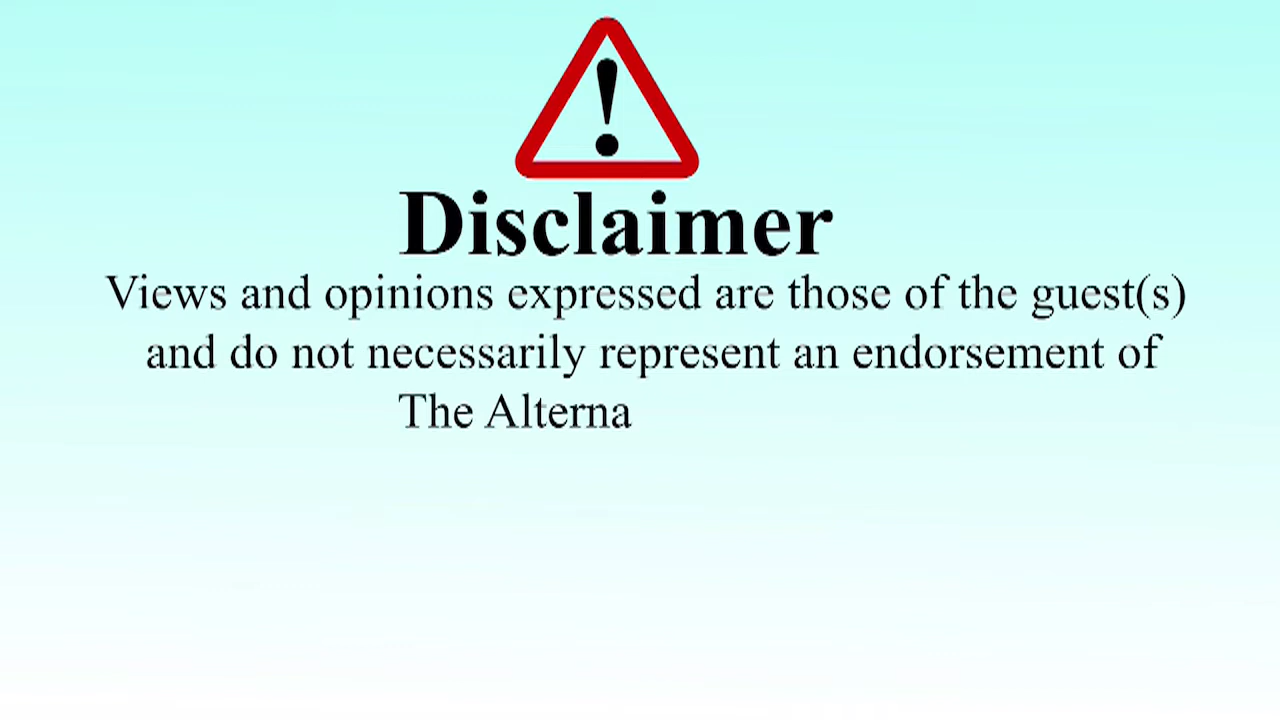 Disclaimer
Views and opinions expressed are those of the guest(s)
and do not necessarily represent an endorsement of
The Alterna